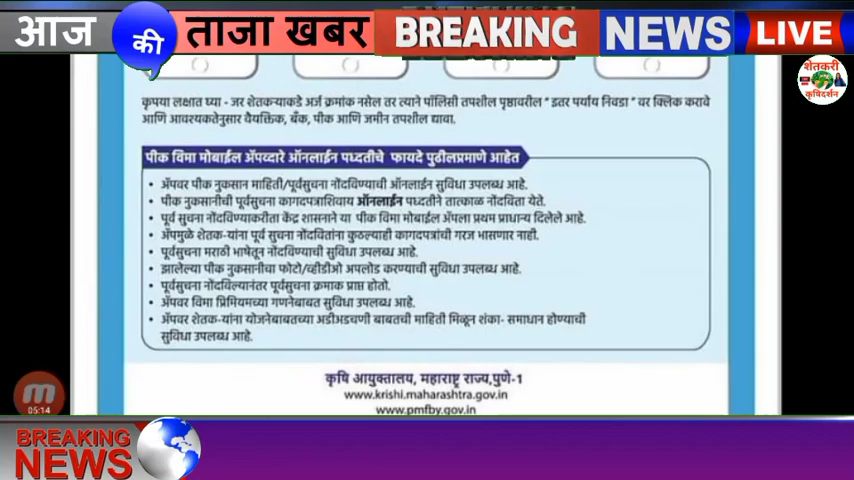 आज की ताजा खबर BREAKING NEWS LIVE
शेतकरी
कृषिदर्शन
कृपया लक्षात घ्या - जर शेतकऱ्याकडे अर्ज क्रमांक नसेल तर त्याने पॉलिसी तपशील पृष्ठावरील " इतर पर्याय निवडा " वर क्लिक करावे
आणि आवश्यकतेनुसार वैयक्तिक, बँक, पीक आणि जमीन तपशील द्यावा.
पीक विमा मोबाईल ॲपव्दारे ऑनलाईन पध्दतीचे फायदे पुढीलप्रमाणे आहेत
• ॲपवर पीक नुकसान माहिती/पूर्वसुचना नोंदविण्याची ऑनलाईन सुविधा उपलब्ध आहे.
• पीक नुकसानीची पूर्वसुचना कागदपत्राशिवाय ऑनलाईन पध्दतीने तात्काळ नोंदविता येते.
• पूर्व सुचना नोंदविण्याकरीता केंद्र शासनाने या पीक विमा मोबाईल ॲपला प्रथम प्राधान्य दिलेले आहे.
• ॲपमुळे शेतक-यांना पूर्व सुचना नोंदवितांना कुठल्याही कागदपत्रांची गरज भासणार नाही.
• पूर्वसुचना मराठी भाषेतून नोंदविण्याची सुविधा उपलब्ध आहे.
• झालेल्या पीक नुकसानीचा फोटो/व्हीडीओ अपलोड करण्याची सुविधा उपलब्ध आहे.
• पूर्वसुचना नोंदविल्यानंतर पूर्वसुचना क्रमाक प्राप्त होतो.
• ॲपवर विमा प्रिमियमच्या गणनेबाबत सुविधा उपलब्ध आहे.
• ॲपवर शेतक-यांना योजनेबाबतच्या अडीअडचणी बाबतची माहिती मिळून शंका- समाधान होण्याची
सुविधा उपलब्ध आहे.
कृषि आयुक्तालय, महाराष्ट्र राज्य,पुणे-1
www.krishi.maharashtra.gov.in
www.pmfby.gov.in
05:14
BREAKING
NEWS